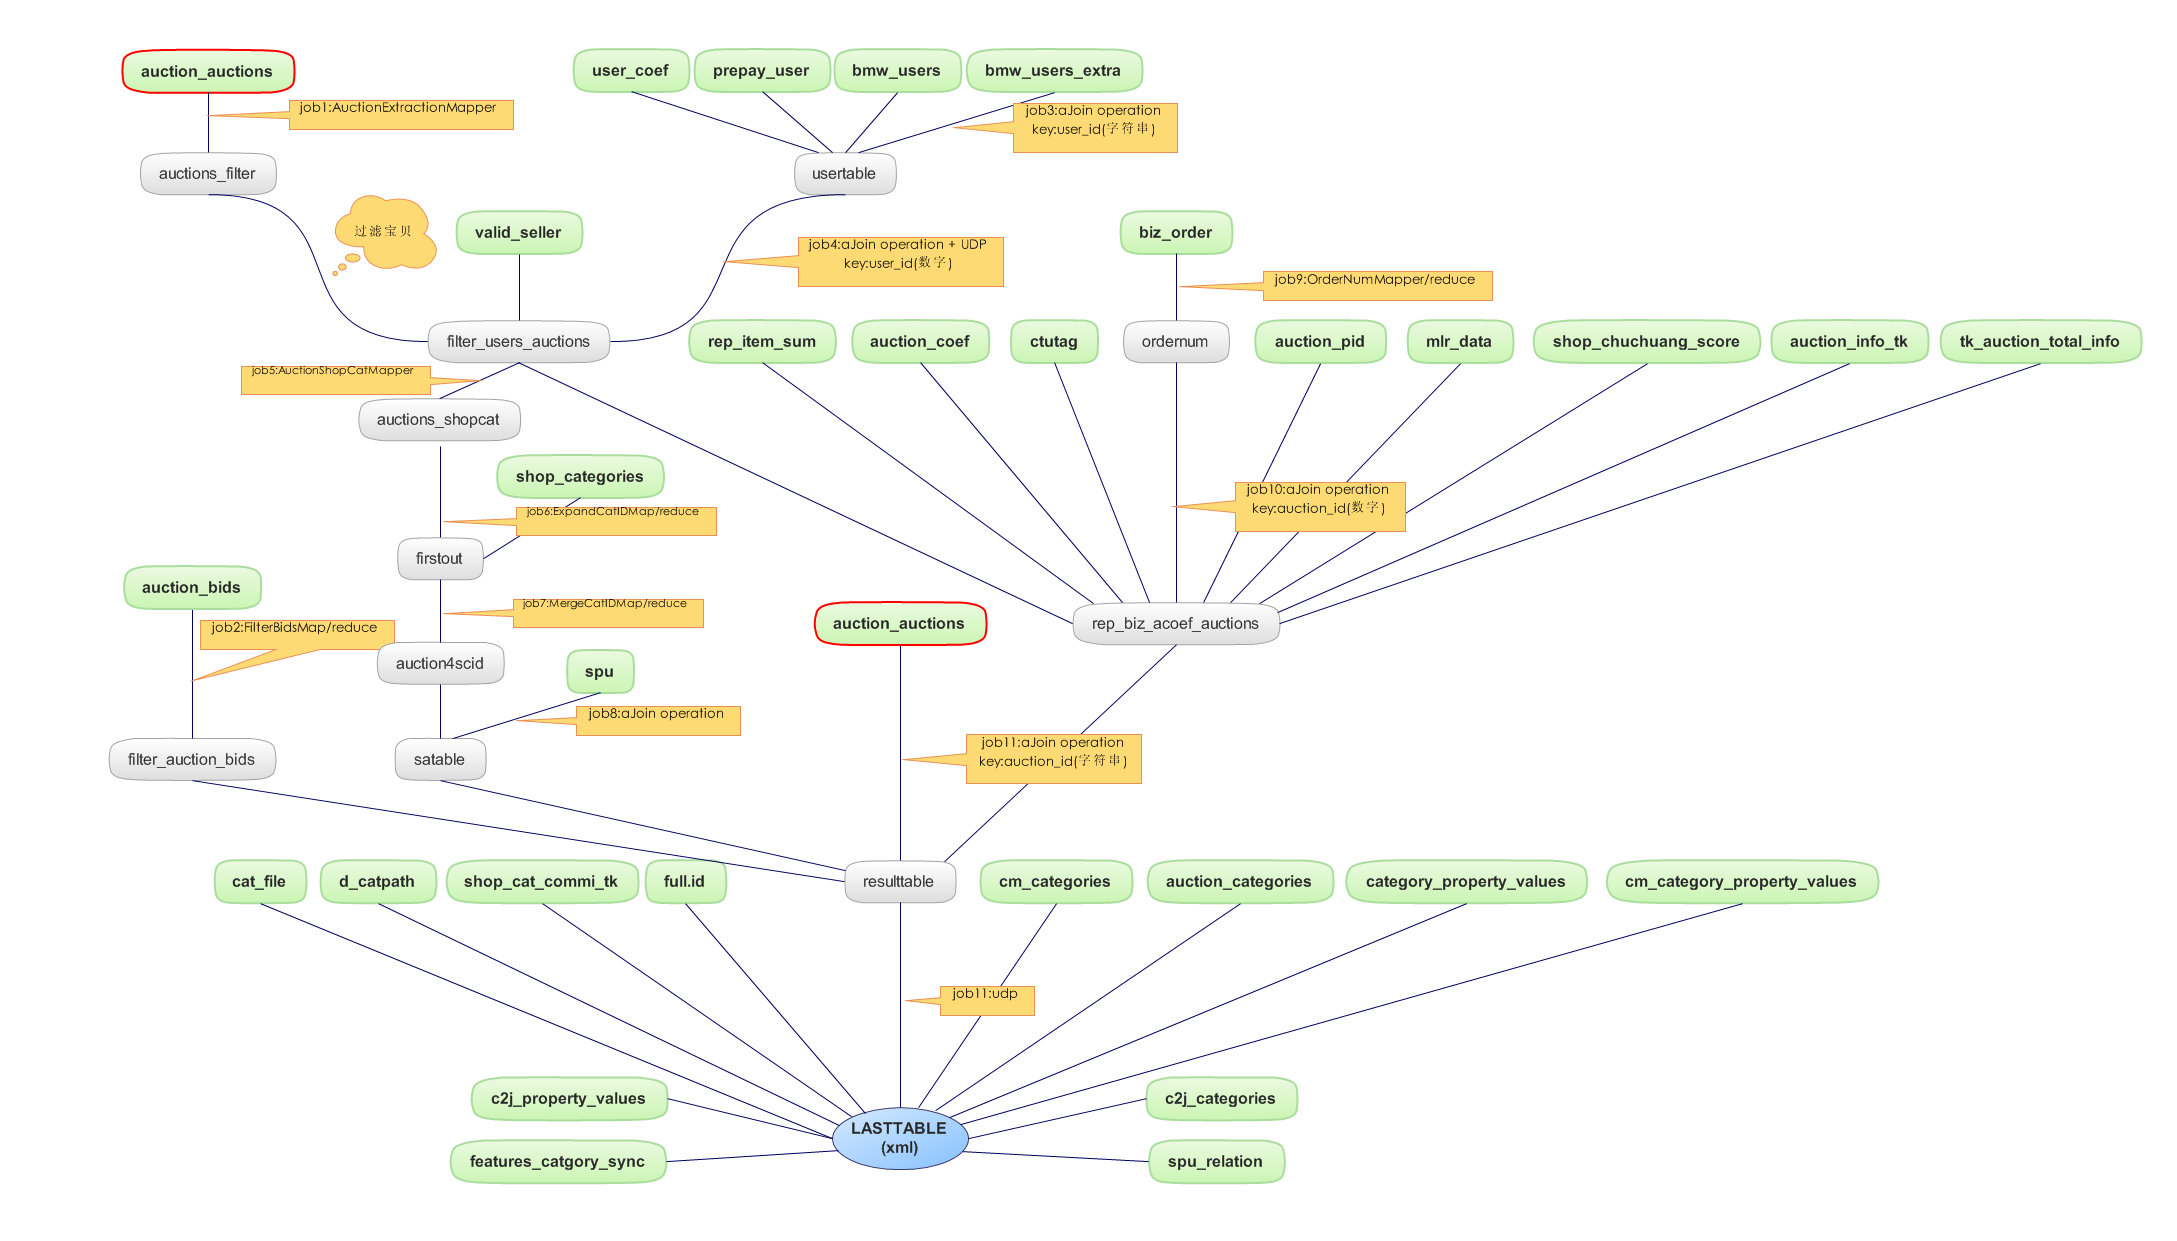 auction_auctions
user_coef
prepay_user
bmw_users
bmw_users_extra
job1:AuctionExtractionMapper
job3:aJoin operation
key:user_id(字符串)
auctions_filter
usertable
过滤宝贝
valid_seller
biz_order
job4:aJoin operation + UDP
key:user_id(数字)
job9:OrderNumMapper/reduce
filter_users_auctions
rep_item_sum
auction_coef
ctutag
ordernum
auction_pid
mlr_data
shop_chuchuang_score
auction_info_tk
tk_auction_total_info
job5:AuctionShopCatMapper
auctions_shopcat
shop_categories
job10:aJoin operation
key:auction_id(数字)
job6:ExpandCatIDMap/reduce
firstout
auction_bids
job7:MergeCatIDMap/reduce
job2:FilterBidsMap/reduce
auction_auctions
rep_biz_acoef_auctions
auction4scid
spu
job8:aJoin operation
job11:aJoin operation
key:auction_id(字符串)
filter_auction_bids
satable
cat_file
d_catpath
shop_cat_commi_tk
full.id
resulttable
cm_categories
auction_categories
category_property_values
cm_category_property_values
job11:udp
c2j_property_values
c2j_categories
LASTTABLE
(xml)
features_catgory_sync
spu_relation